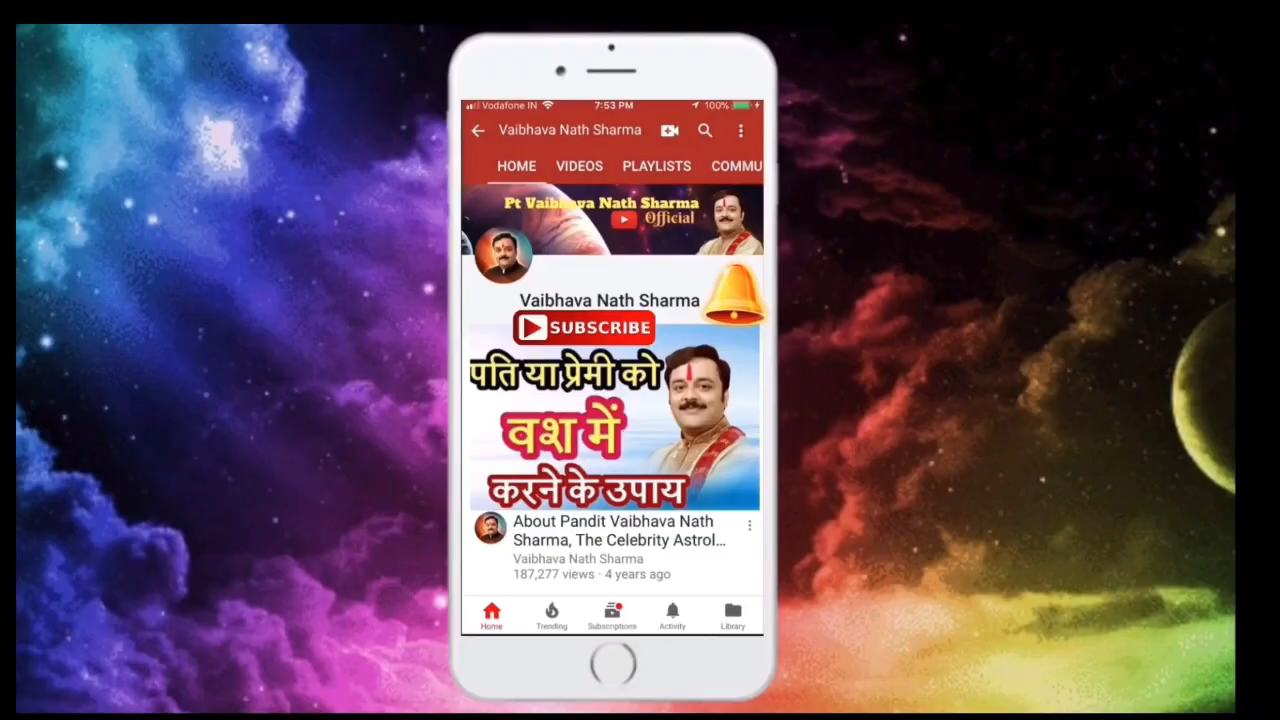 Vodafone IN 7:53 PM 100%
Vaibhava Nath Sharma
HOME VIDEOS PLAYLISTS COMMU
Pt Vaibhava Nath Sharma
Official
Vaibhava Nath Sharma
SUBSCRIBE
पति या प्रेमी को
वश में
करने के उपाय
About Pandit Vaibhava Nath
Sharma, The Celebrity Astrol...
Vaibhava Nath Sharma
187,277 views · 4 years ago
Home Trending Subscriptions Activity Library